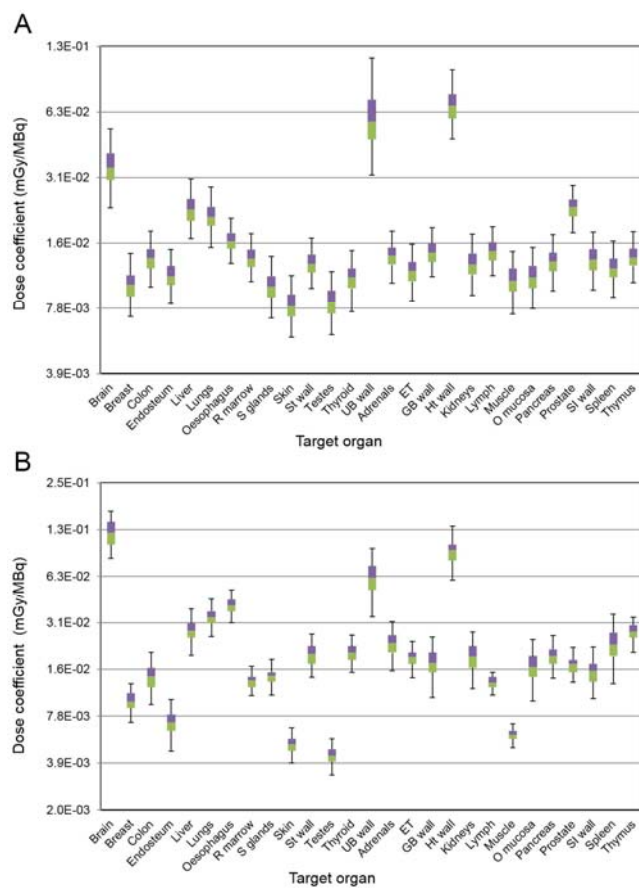 A
Dose coefficient (mGy/MBq)
1.3E-01
6.3E-02
3.1E-02
1.6E-02
7.8E-03
3.9E-03
Brain
Breast
Colon
Endosteum
Liver
Lungs
Oesophagus
R marrow
S glands
Skin
St wall
Testes
Thyroid
UB wall
Adrenals
ET
GB wall
Ht wall
Kidneys
Lymph
Muscle
O mucosa
Pancreas
Prostate
SI wall
Spleen
Thymus
Target organ
B
Dose coefficient (mGy/MBq)
2.5E-01
1.3E-01
6.3E-02
3.1E-02
1.6E-02
7.8E-03
3.9E-03
2.0E-03
Brain
Breast
Colon
Endosteum
Liver
Lungs
Oesophagus
R marrow
S glands
Skin
St wall
Testes
Thyroid
UB wall
Adrenals
ET
GB wall
Ht wall
Kidneys
Lymph
Muscle
O mucosa
Pancreas
Prostate
SI wall
Spleen
Thymus
Target organ